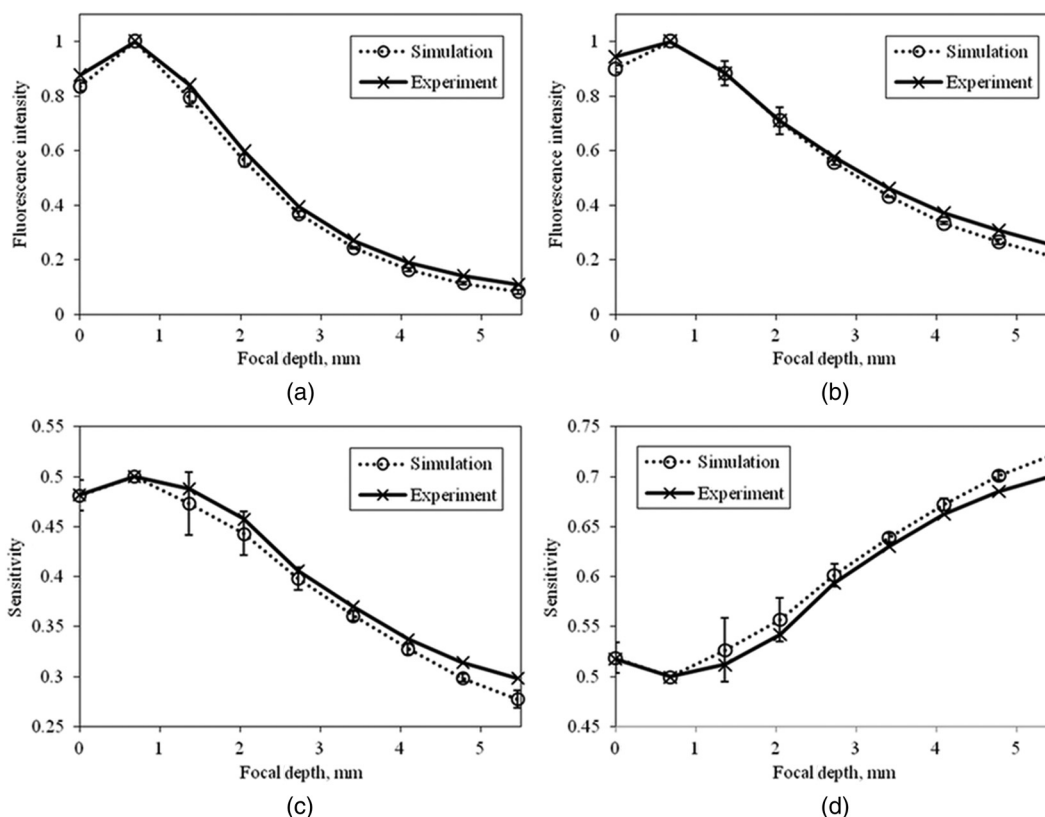 1
0.8
0.6
0.4
0.2
0
Fluorescence intensity
Simulation
Experiment
0 1 2 3 4 5
Focal depth, mm
(a)
1
0.8
0.6
0.4
0.2
0
Fluorescence intensity
Simulation
Experiment
0 1 2 3 4 5
Focal depth, mm
(b)
0.55
0.5
0.45
0.4
0.35
0.3
0.25
Sensitivity
Simulation
Experiment
0 1 2 3 4 5
Focal depth, mm
(c)
0.75
0.7
0.65
0.6
0.55
0.5
0.45
Sensitivity
Simulation
Experiment
0 1 2 3 4 5
Focal depth, mm
(d)